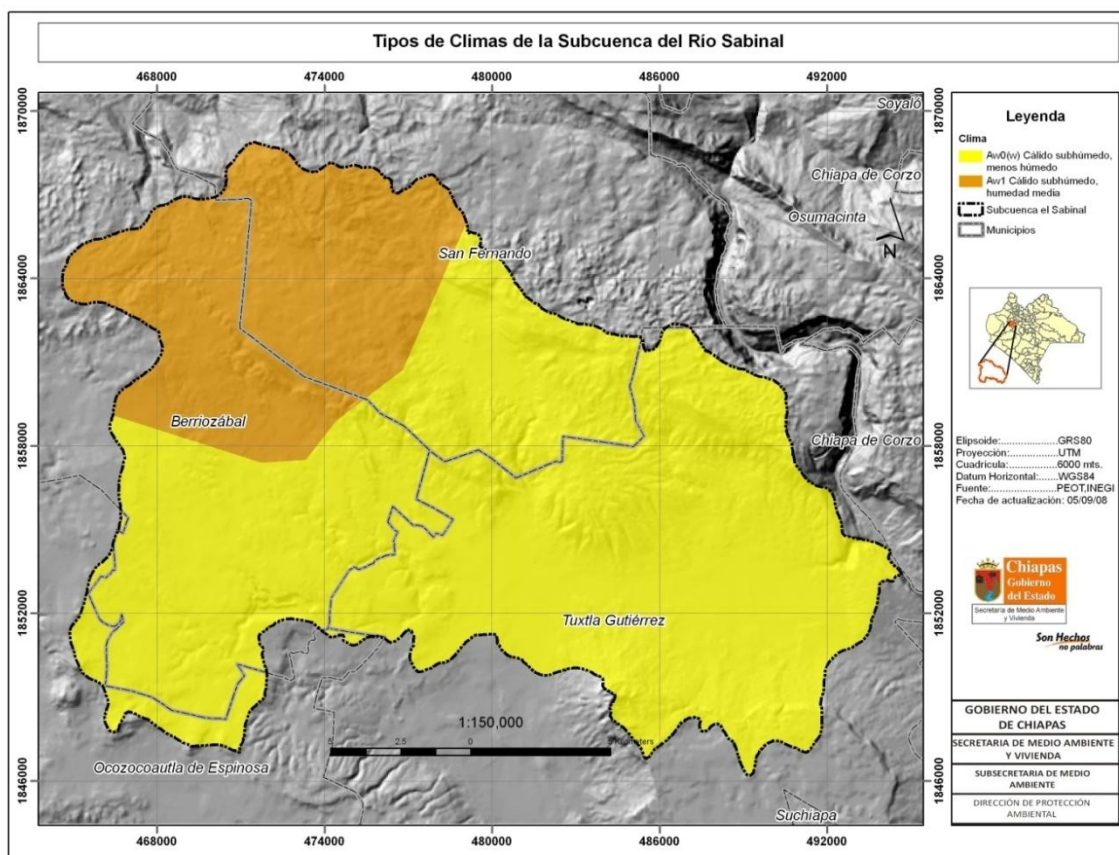 Tipos de Climas de la Subcuenca del Río Sabinal
468000 474000 480000 486000 492000
1870000 1870000
Soyaló
Chiapa de Corzo
Osumacinta
N
San Fernando
1864000 1864000
Berriozábal
1858000 1858000
Chiapa de Corzo
1852000 1852000
Tuxtla Gutiérrez
1:150,000
5 2.5 0
Ocozocoautla de Espinosa
1846000 1846000
Suchiapa
468000 474000 480000 486000 492000
Leyenda
Clima
Aw0(w) Cálido subhúmedo,
menos húmedo
Aw1 Cálido subhúmedo,
humedad media
Subcuenca el Sabinal
Municipios
Elipsoide:......................GRS80
Proyección:...................UTM
Cuadricula:....................6000 mts.
Datum Horizontal:.......WGS84
Fuente:......................PEOT,INEGI
Fecha de actualización: 05/09/08
Chiapas
Gobierno
del Estado
Secretaría de Medio Ambiente
y Vivienda
Son Hechos
no palabras
GOBIERNO DEL ESTADO
DE CHIAPAS
SECRETARIA DE MEDIO AMBIENTE
Y VIVIENDA
SUBSECRETARIA DE MEDIO
AMBIENTE
DIRECCIÓN DE PROTECCIÓN
AMBIENTAL